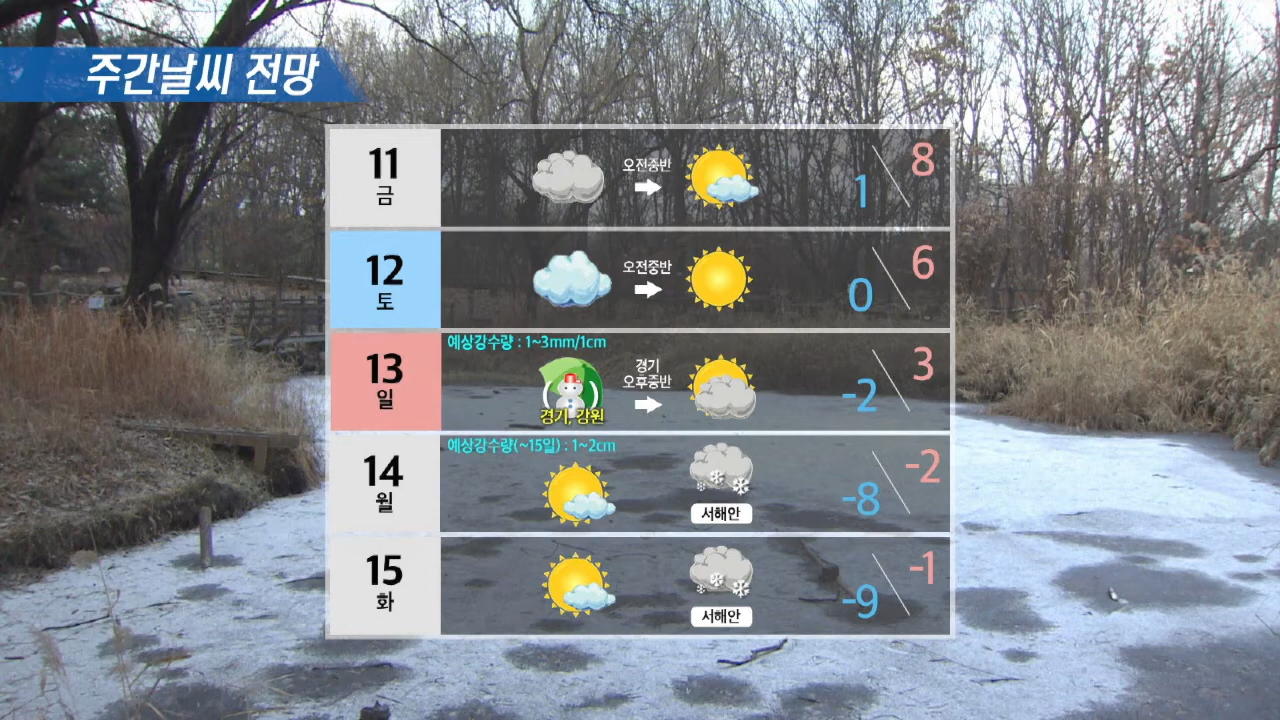 주간날씨 전망
11
금
오전중반
1
8
12
토
오전중반
0
6
예상강수량 : 1~3mm/1cm
13
일
경기, 강원
경기
오후중반
-2
3
예상강수량(~15일) : 1~2cm
14
월
서해안
-8
-2
15
화
서해안
-9
-1